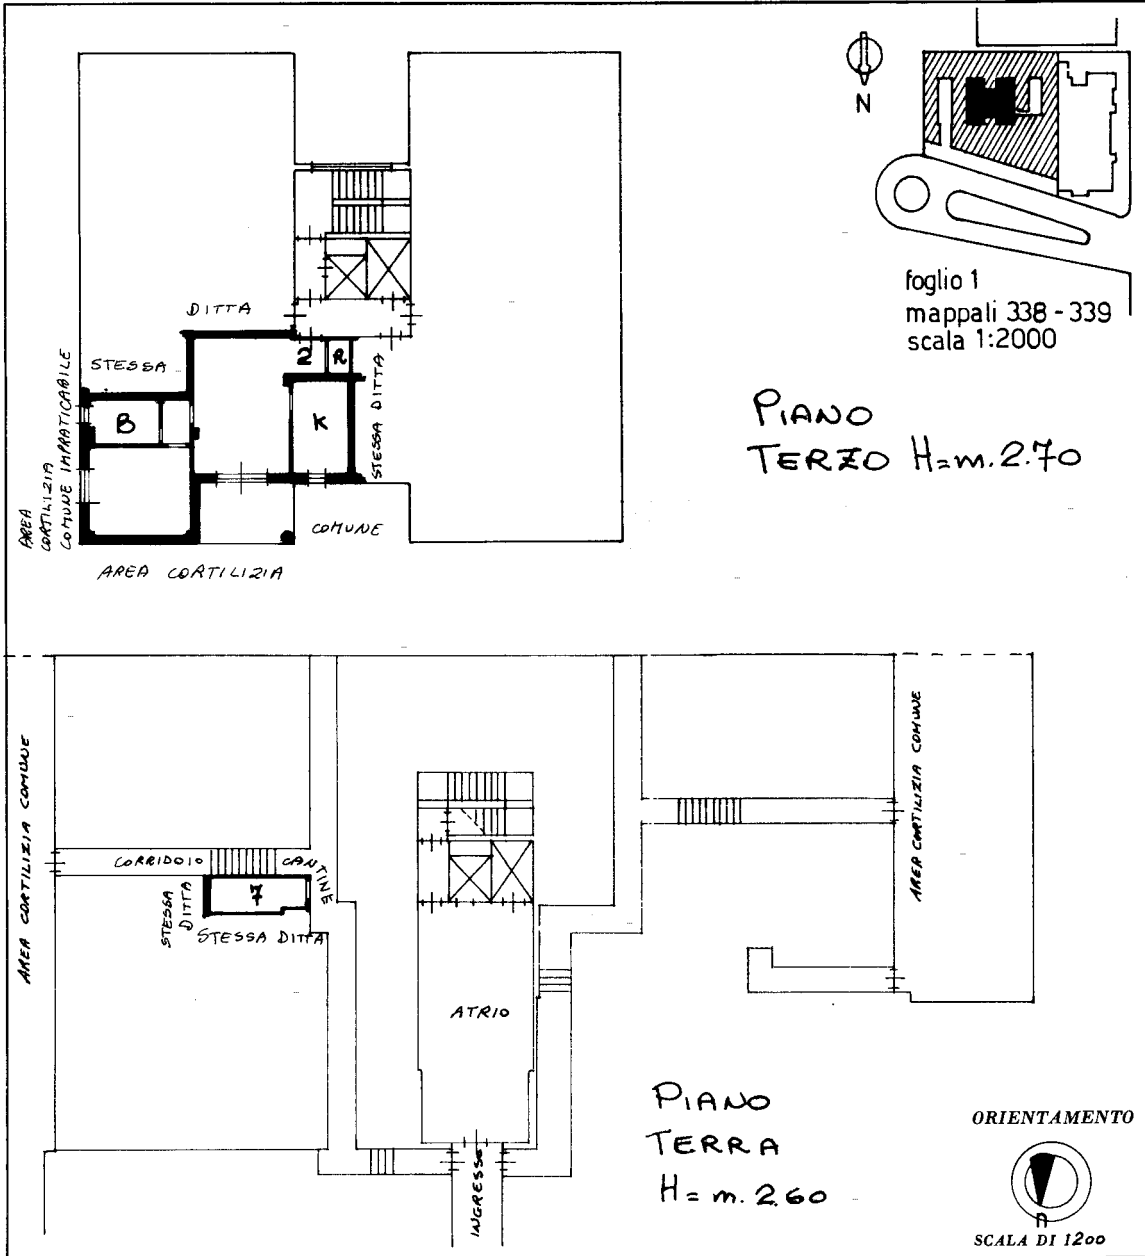 N
foglio 1
mappali 338 - 339
scala 1:2000
DITTA
STESSA
2
R
B
K
STESSA DITTA
AREA
CORTILIZIA
COMUNE IMPRATICABILE
COMUNE
AREA CORTILIZIA
PIANO
TERZO H=m.2.70
AREA CORTILIZIA COMUNE
CORRIDOIO
CANTINE
7
STESSA
DITTA
STESSA DITTA
ATRIO
INGRESSO
AREA CORTILIZIA COMUNE
PIANO
TERRA
H= m. 2.60
ORIENTAMENTO
n
SCALA DI 1200